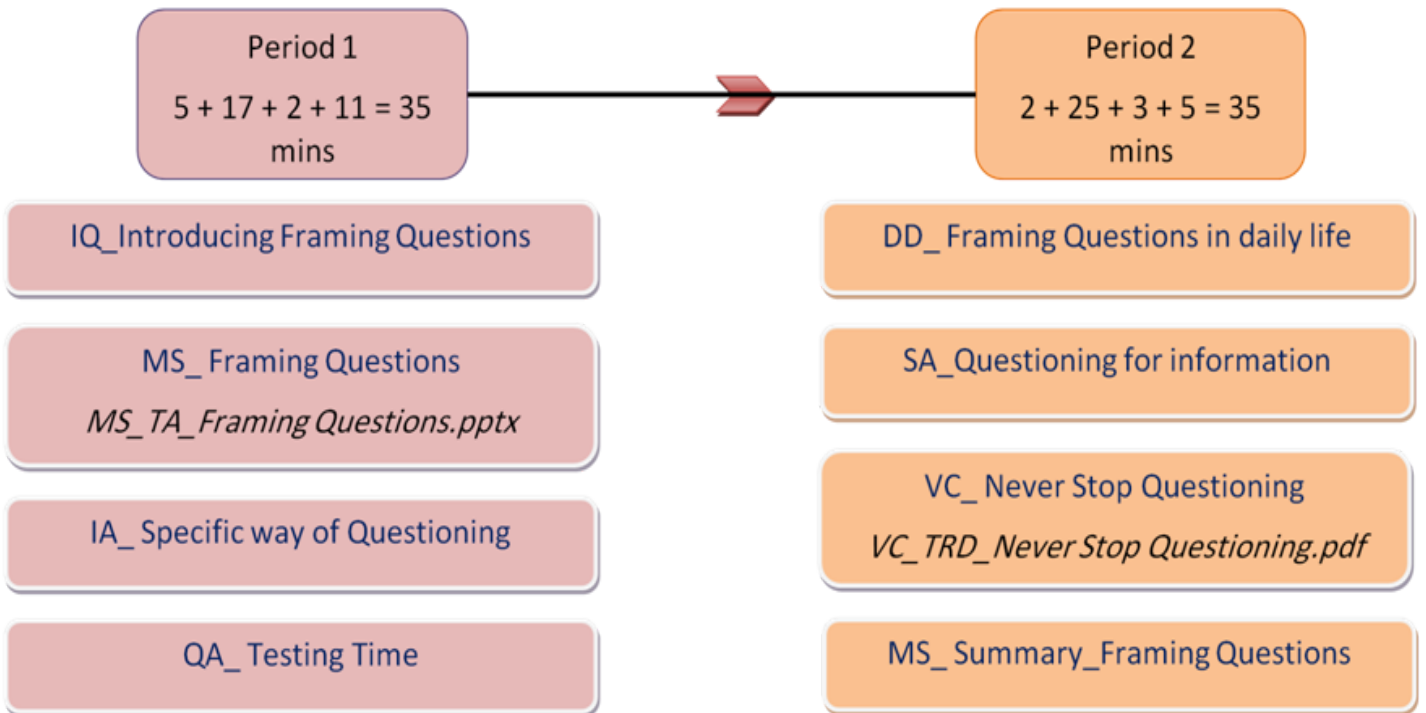 Period 1
5 + 17 + 2 + 11 = 35
mins
IQ_Introducing Framing Questions
MS_ Framing Questions
MS_TA_Framing Questions.pptx
IA_ Specific way of Questioning
QA_ Testing Time
Period 2
2 + 25 + 3 + 5 = 35
mins
DD_ Framing Questions in daily life
SA_Questioning for information
VC_ Never Stop Questioning
VC_TRD_Never Stop Questioning.pdf
MS_ Summary_Framing Questions